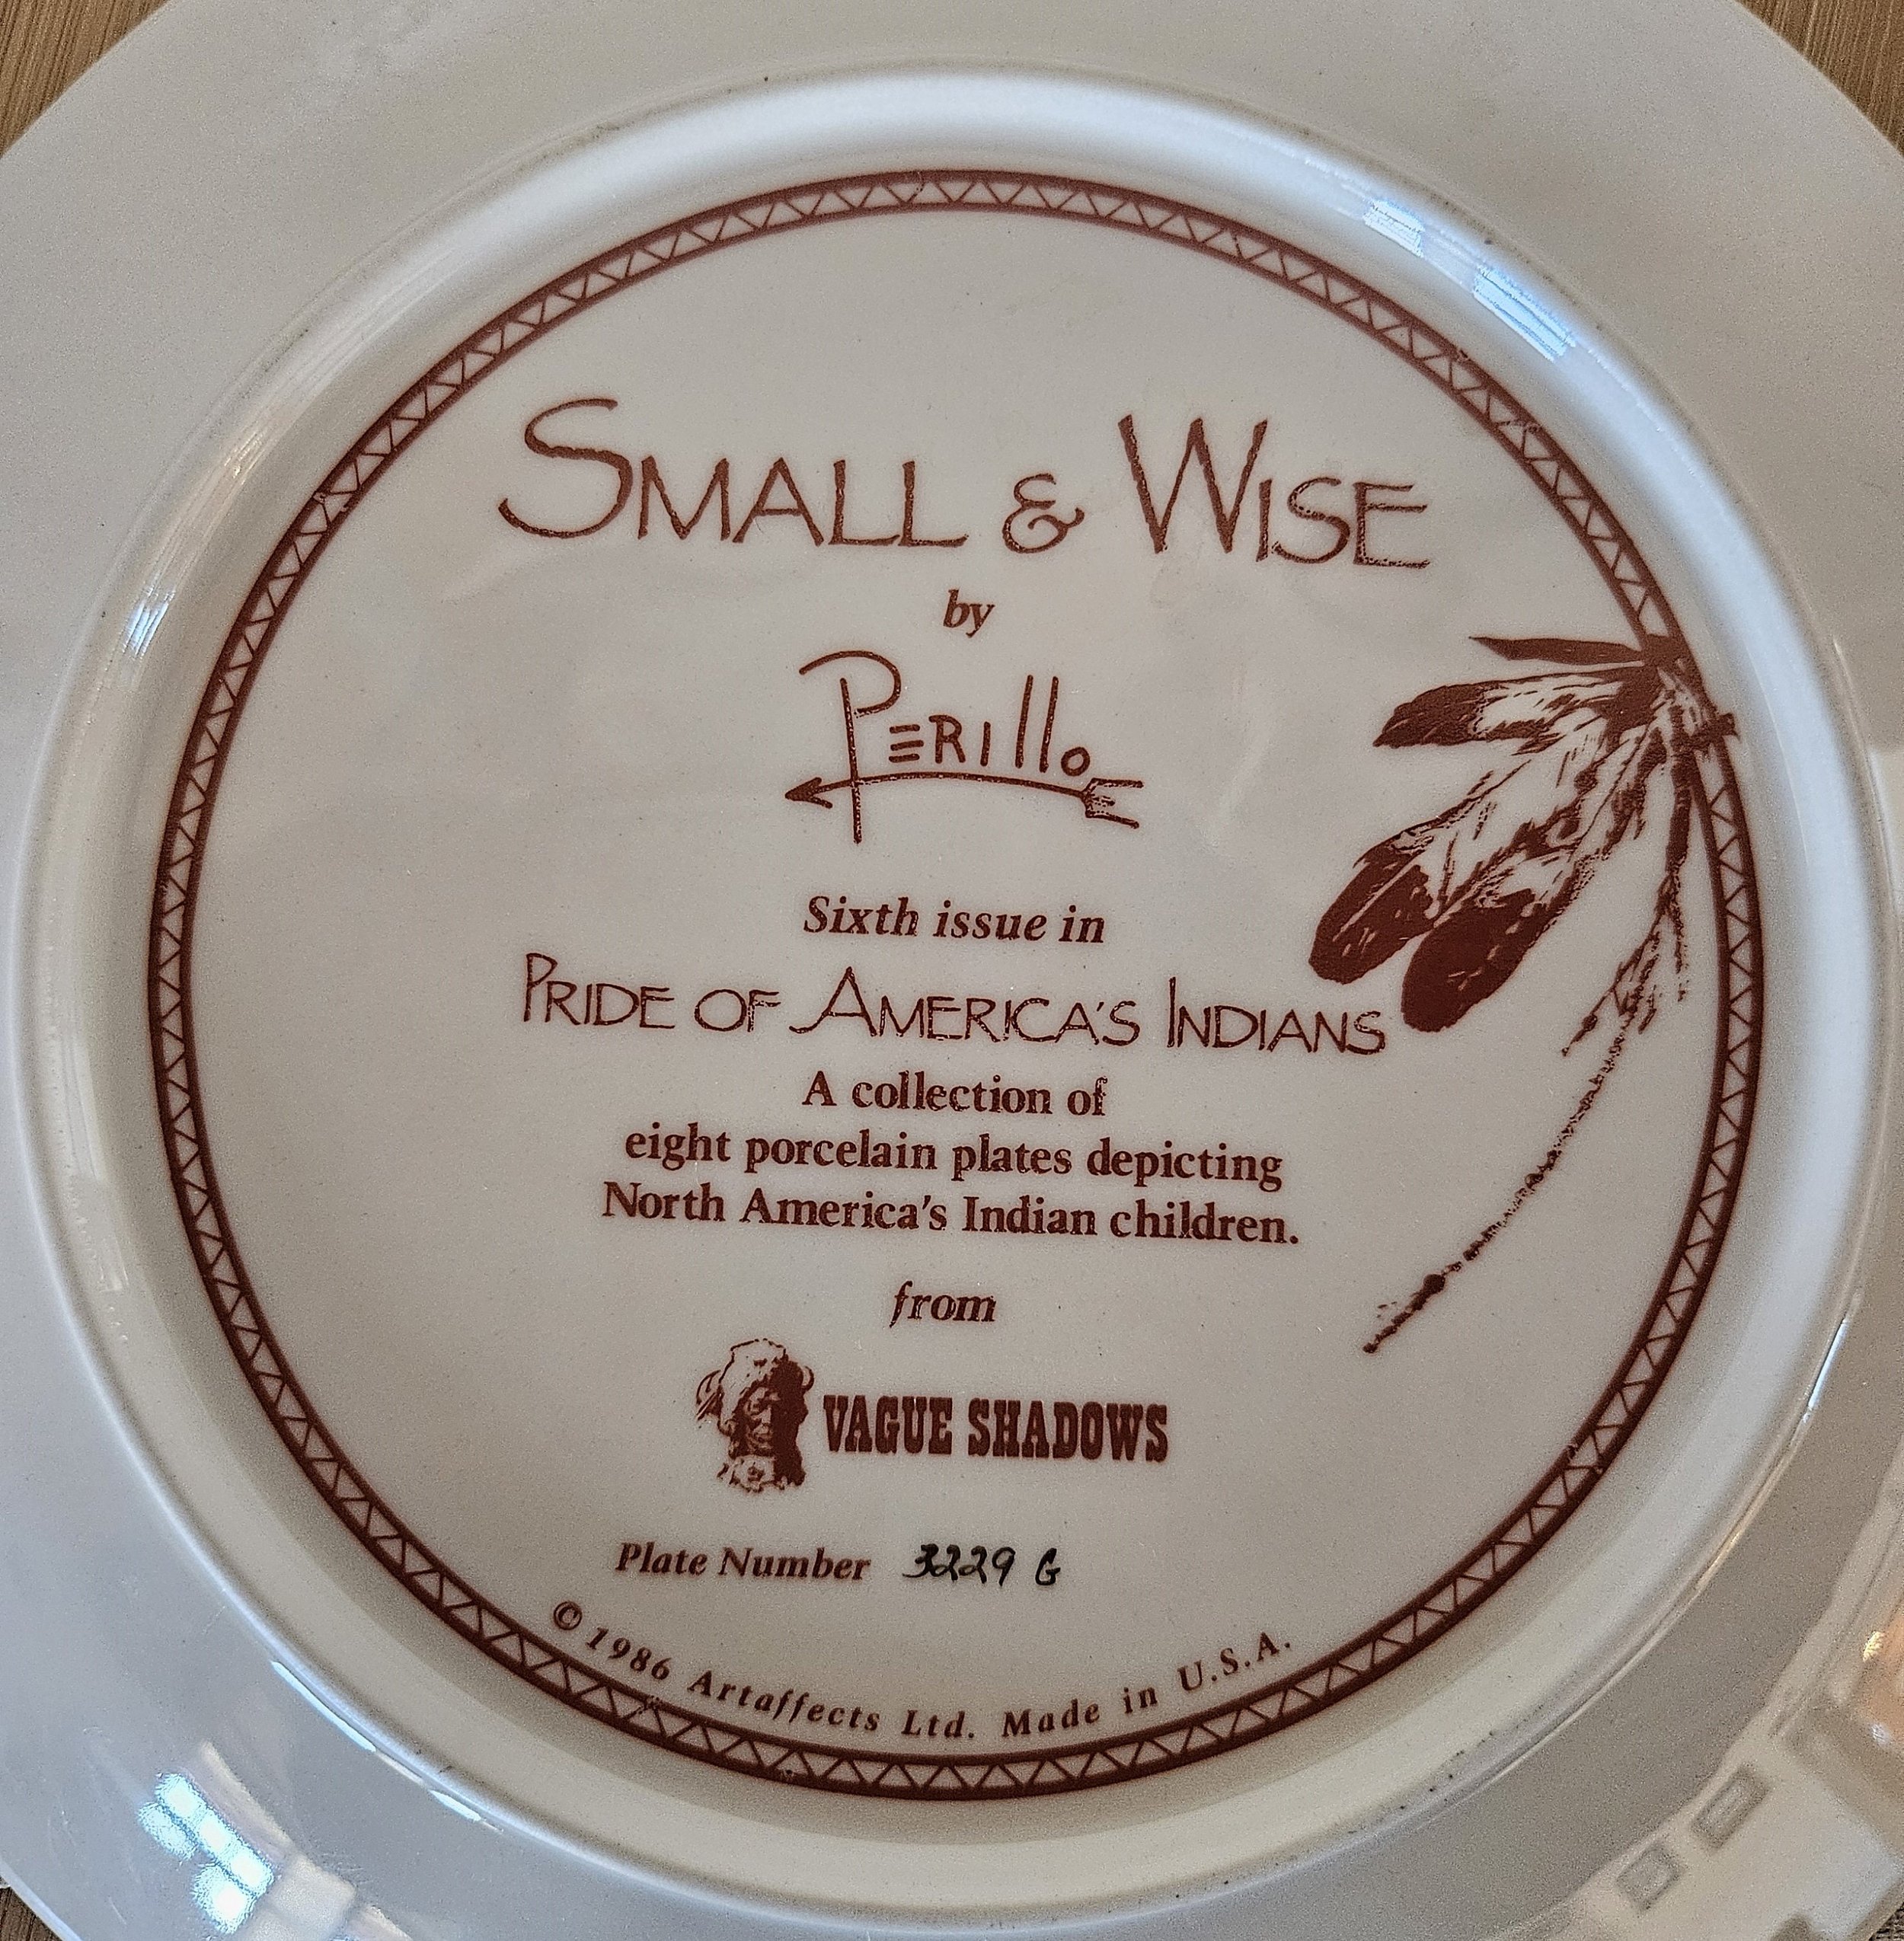 SMALL & WISE
by
PERILLO
Sixth issue in
PRIDE OF AMERICA'S INDIANS
A collection of
eight porcelain plates depicting
North America's Indian children.
from
VAGUE SHADOWS
Plate Number 3229 G
© 1986 Artaffects Ltd. Made in U.S.A.